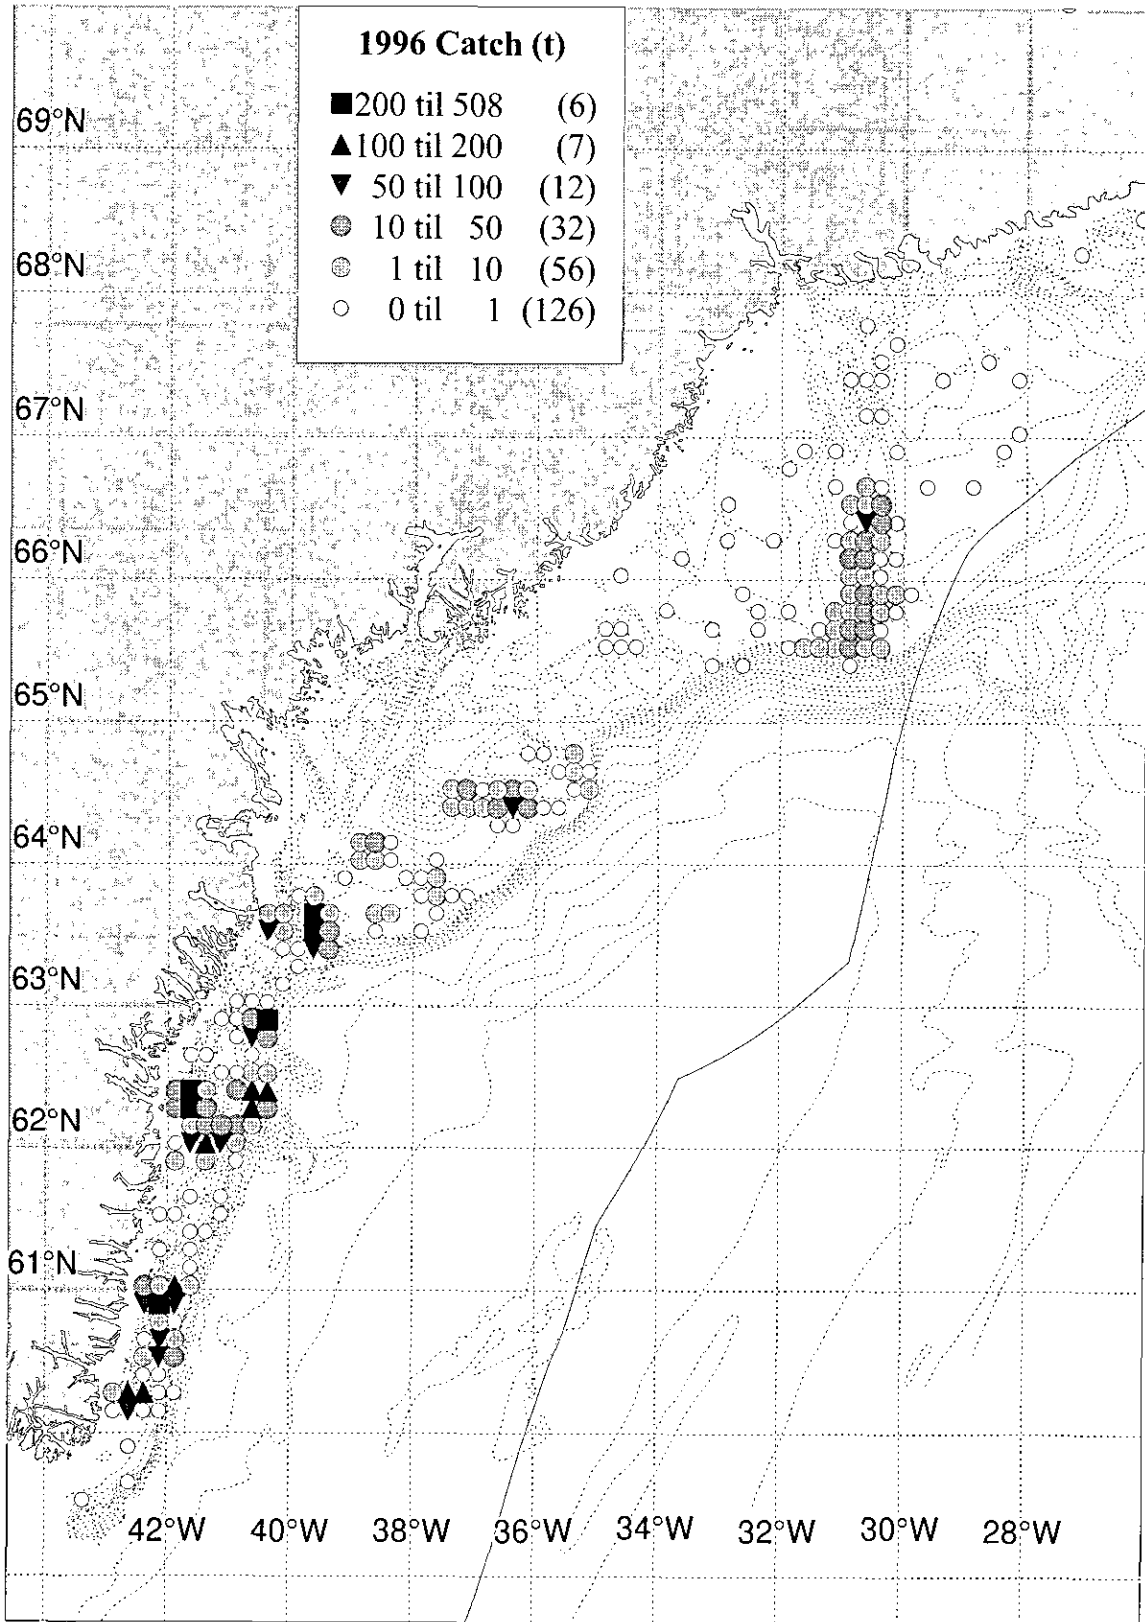 1996 Catch (t)
■ 200 til 508 (6)
▲ 100 til 200 (7)
▼ 50 til 100 (12)
10 til 50 (32)
1 til 10 (56)
○ 0 til 1 (126)
69°N
68°N
67°N
66°N
65°N
64°N
63°N
62°N
61°N
42°W 40°W 38°W 36°W 34°W 32°W 30°W 28°W